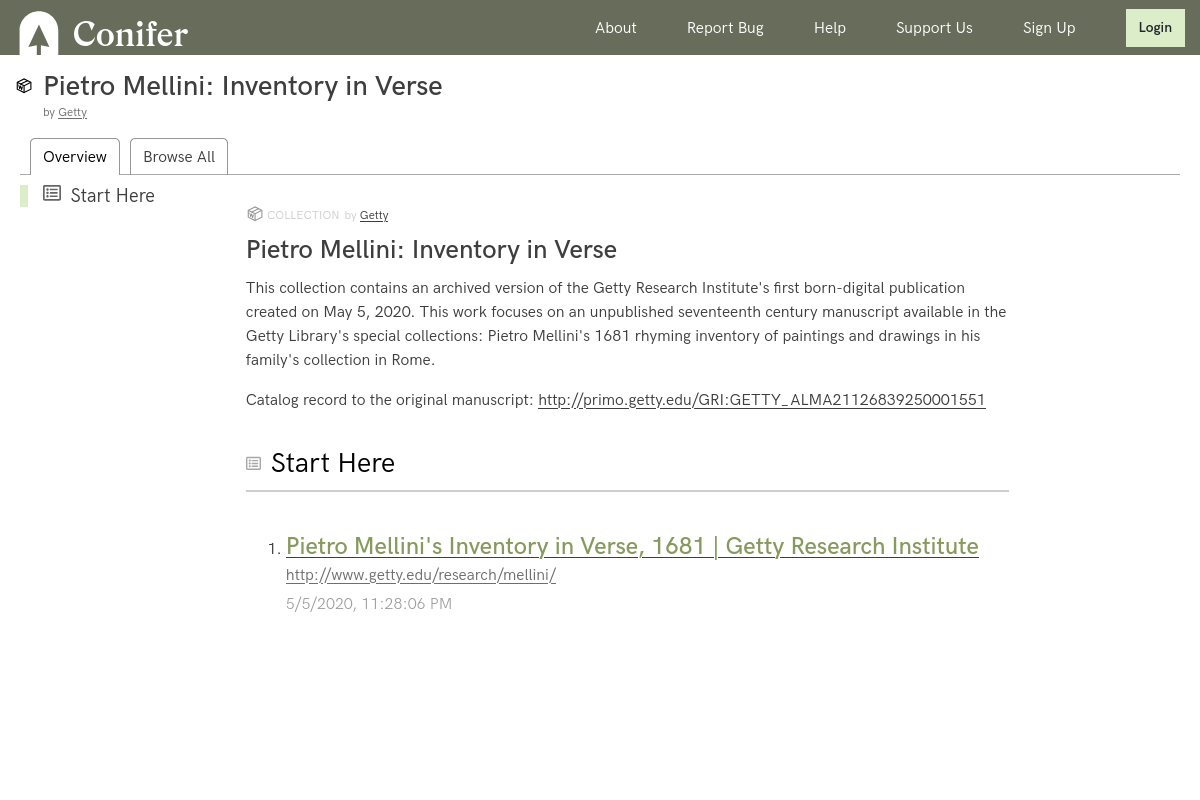 Conifer
About
Report Bug
Help
Support Us
Sign Up
Login
Pietro Mellini: Inventory in Verse
by Getty
Overview
Browse All
Start Here
COLLECTION by Getty
Pietro Mellini: Inventory in Verse
This collection contains an archived version of the Getty Research Institute's first born-digital publication
created on May 5, 2020. This work focuses on an unpublished seventeenth century manuscript available in the
Getty Library's special collections: Pietro Mellini's 1681 rhyming inventory of paintings and drawings in his
family's collection in Rome.
Catalog record to the original manuscript: http://primo.getty.edu/GRI:GETTY_ALMA21126839250001551
Start Here
1. Pietro Mellini's Inventory in Verse, 1681 | Getty Research Institute
http://www.getty.edu/research/mellini/
5/5/2020, 11:28:06 PM